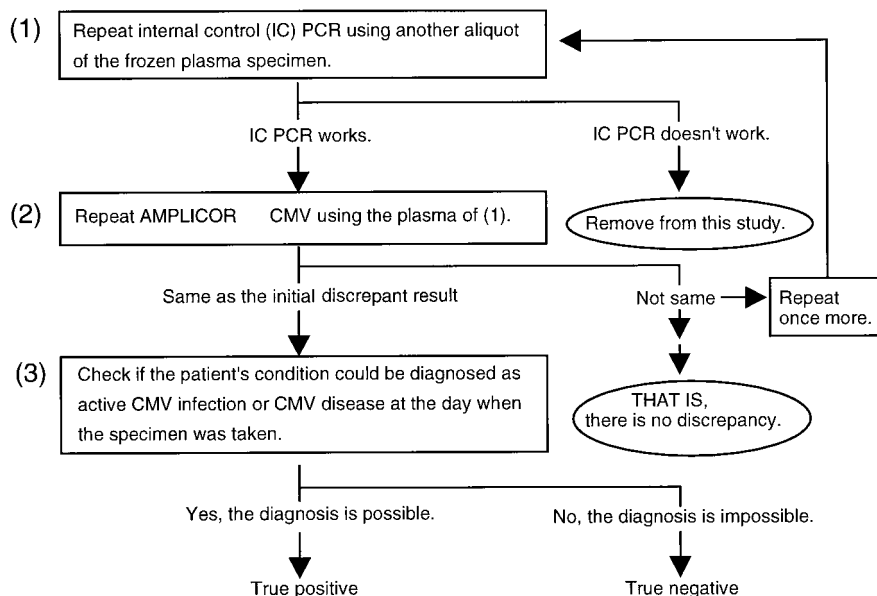 (1)
Repeat internal control (IC) PCR using another aliquot
of the frozen plasma specimen.
IC PCR works.
IC PCR doesn't work.
(2)
Repeat AMPLICOR CMV using the plasma of (1).
Remove from this study.
Same as the initial discrepant result
Not same
Repeat
once more.
(3)
Check if the patient's condition could be diagnosed as
active CMV infection or CMV disease at the day when
the specimen was taken.
THAT IS,
there is no discrepancy.
Yes, the diagnosis is possible.
No, the diagnosis is impossible.
True positive
True negative